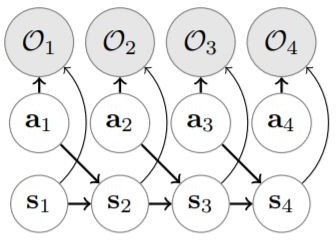 𝒪₁ 𝒪₂ 𝒪₃ 𝒪₄
a₁ a₂ a₃ a₄
s₁ s₂ s₃ s₄